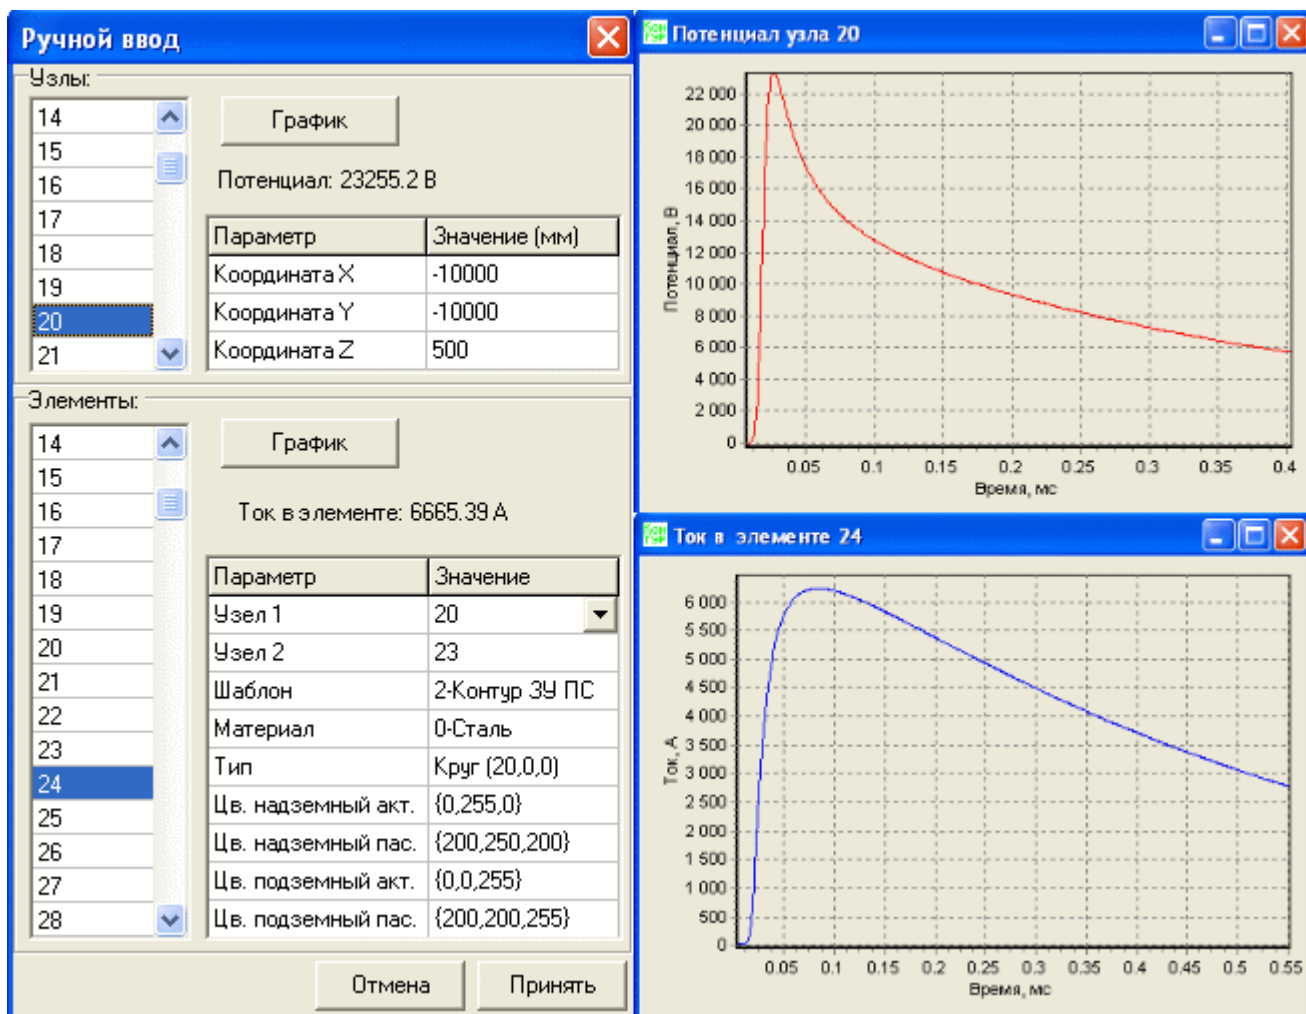 Ручной ввод
Узлы:
14
15
16
17
18
19
20
21
График
Потенциал: 23255.2 В
Параметр Значение (мм)
Координата X -10000
Координата Y -10000
Координата Z 500
Элементы:
14
15
16
17
18
19
20
21
22
23
24
25
26
27
28
График
Ток в элементе: 6665.39 А
Параметр Значение
Узел 1 20
Узел 2 23
Шаблон 2-Контур ЗУ ПС
Материал 0-Сталь
Тип Круг (20,0,0)
Цв. надземный акт. {0,255,0}
Цв. надземный пас. {200,250,200}
Цв. подземный акт. {0,0,255}
Цв. подземный пас. {200,200,255}
Отмена Принять
Потенциал узла 20
Потенциал, В
22 000
20 000
18 000
16 000
14 000
12 000
10 000
8 000
6 000
4 000
2 000
0
0.05 0.1 0.15 0.2 0.25 0.3 0.35 0.4
Время, мс
Ток в элементе 24
Ток, А
6 000
5 500
5 000
4 500
4 000
3 500
3 000
2 500
2 000
1 500
1 000
500
0
0.05 0.1 0.15 0.2 0.25 0.3 0.35 0.4 0.45 0.5 0.55
Время, мс